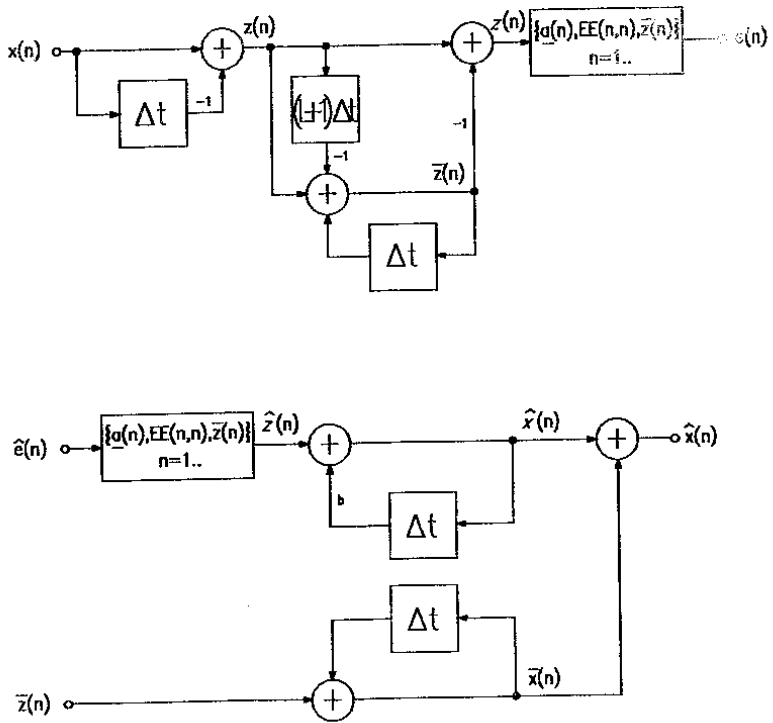 x(n)
z(n)
z(n)
{a(n),EE(n,n),z̄(n)}
n=1..
e(n)
Δt
-1
(L+1)Δt
-1
-1
z̄(n)
Δt
ê(n)
{a(n),EE(n,n),z̄(n)}
n=1..
ẑ(n)
x̂(n)
x̂(n)
b
Δt
Δt
z̄(n)
x̄(n)